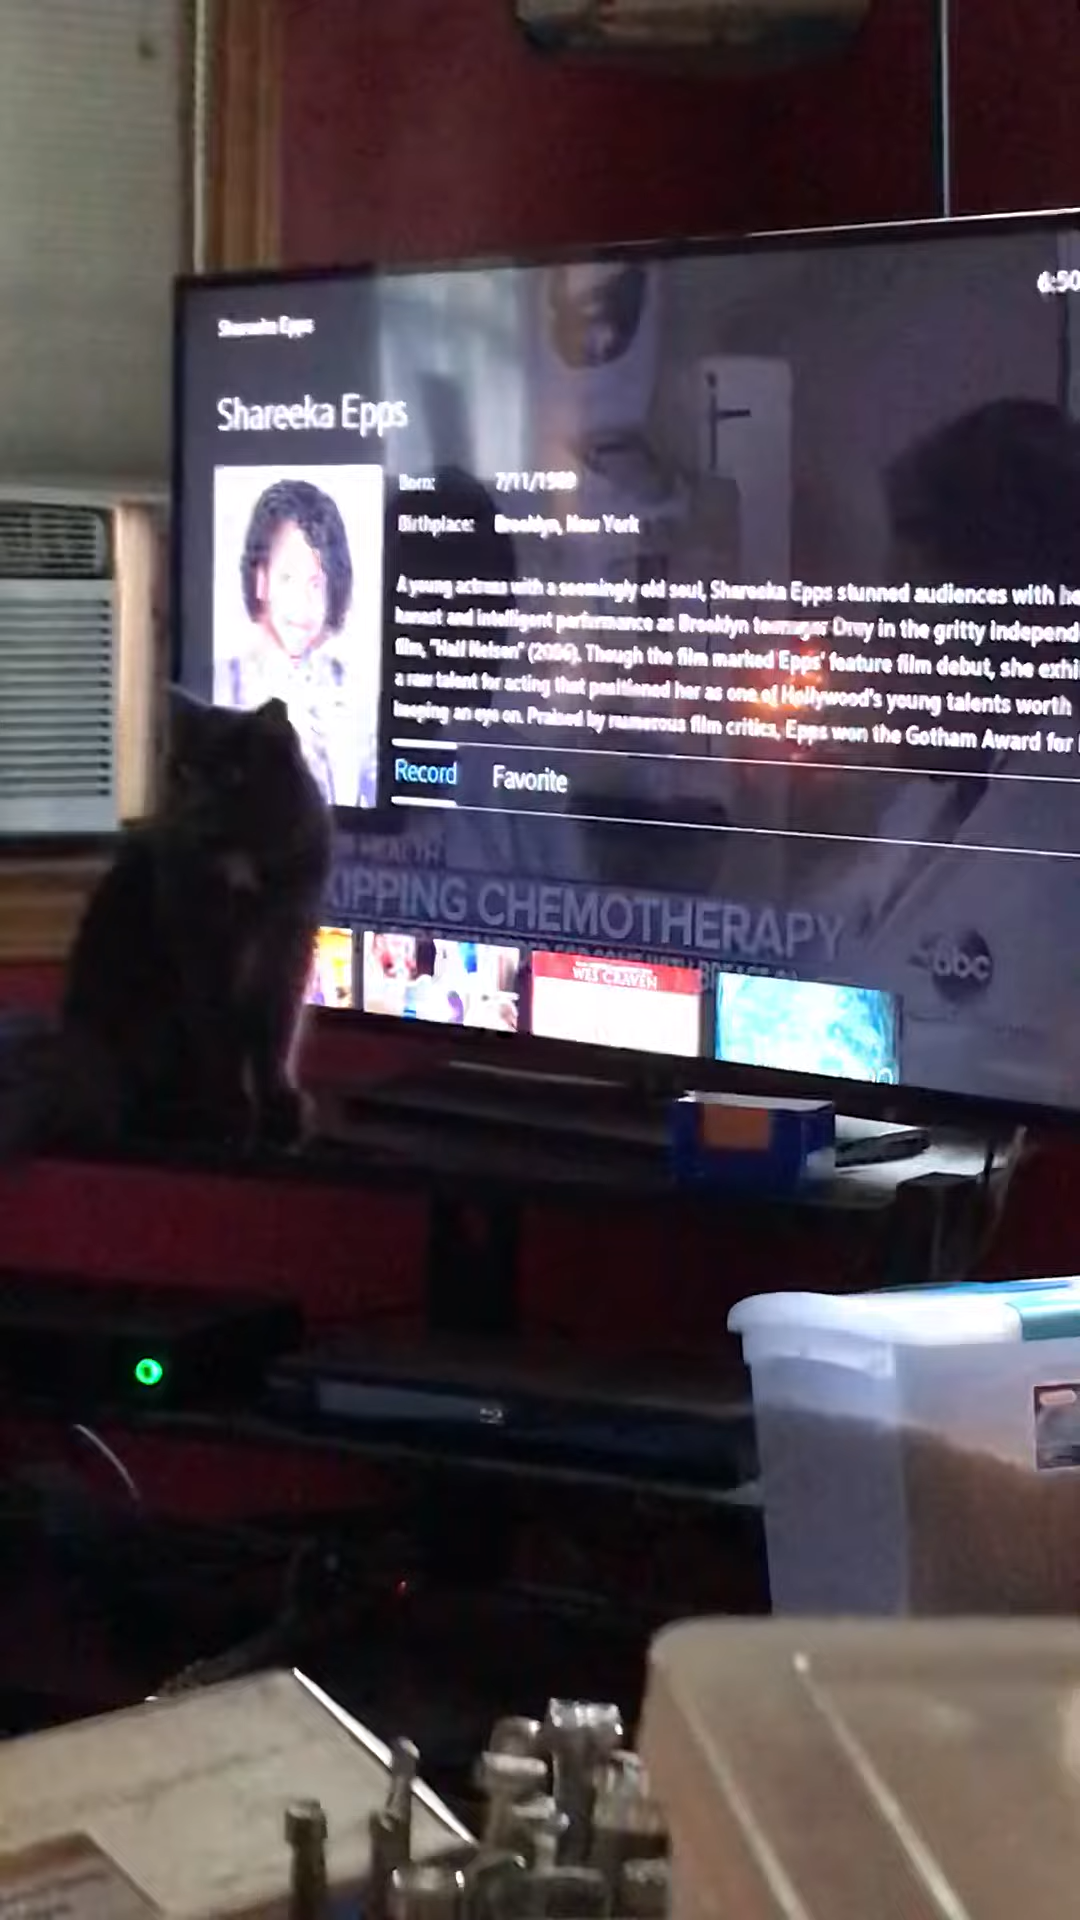 6:50
Shareeka Epps
Shareeka Epps
Born: 7/11/1989
Birthplace: Brooklyn, New York
A young actress with a seemingly old soul, Shareeka Epps stunned audiences with he
honest and intelligent performance as Brooklyn teenager Drey in the gritty independ
film, "Half Nelson" (2006). Though the film marked Epps' feature film debut, she exhi
a raw talent for acting that positioned her as one of Hollywood's young talents worth
keeping an eye on. Praised by numerous film critics, Epps won the Gotham Award for
Record Favorite
HEALTH
KIPPING CHEMOTHERAPY
abc
WES CRAVEN